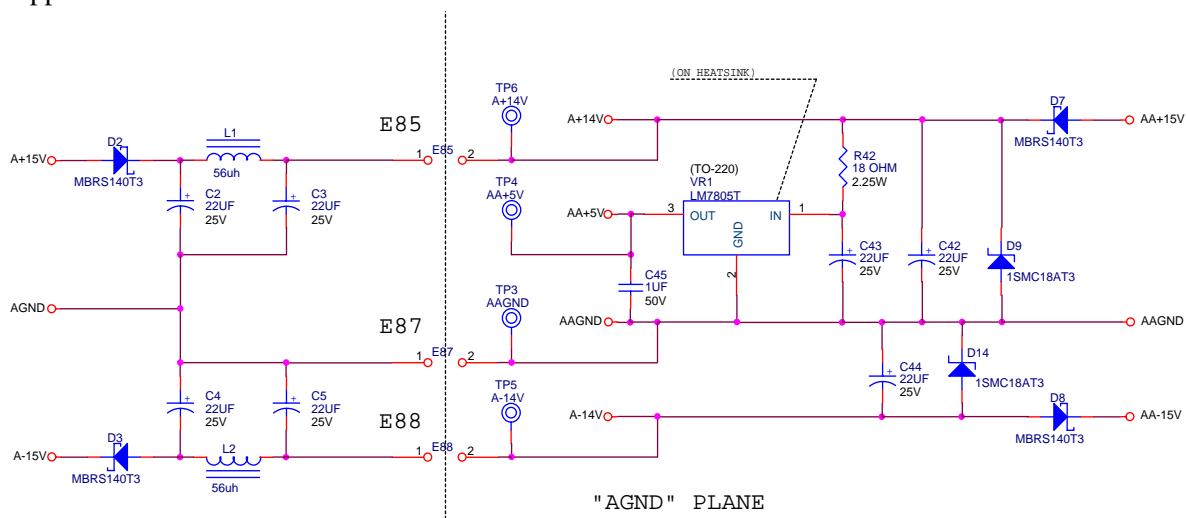 (ON HEATSINK)
TP6
A+14V
D7
E85
A+14V
AA+15V
D2
L1
MBRS140T3
A+15V
1
E85
2
R42
18 OHM
2.25W
MBRS140T3
56uh
(TO-220)
VR1
LM7805T
TP4
AA+5V
C2
22UF
25V
C3
22UF
25V
AA+5V
3
OUT
IN
1
GND
2
C43
22UF
25V
C42
22UF
25V
D9
1SMC18AT3
C45
1UF
50V
TP3
AAGND
AGND
E87
AAGND
AAGND
1
E87
2
D14
C44
22UF
25V
1SMC18AT3
TP5
A-14V
C4
22UF
25V
C5
22UF
25V
E88
A-14V
D8
AA-15V
D3
L2
MBRS140T3
A-15V
1
E88
2
MBRS140T3
56uh
"AGND" PLANE